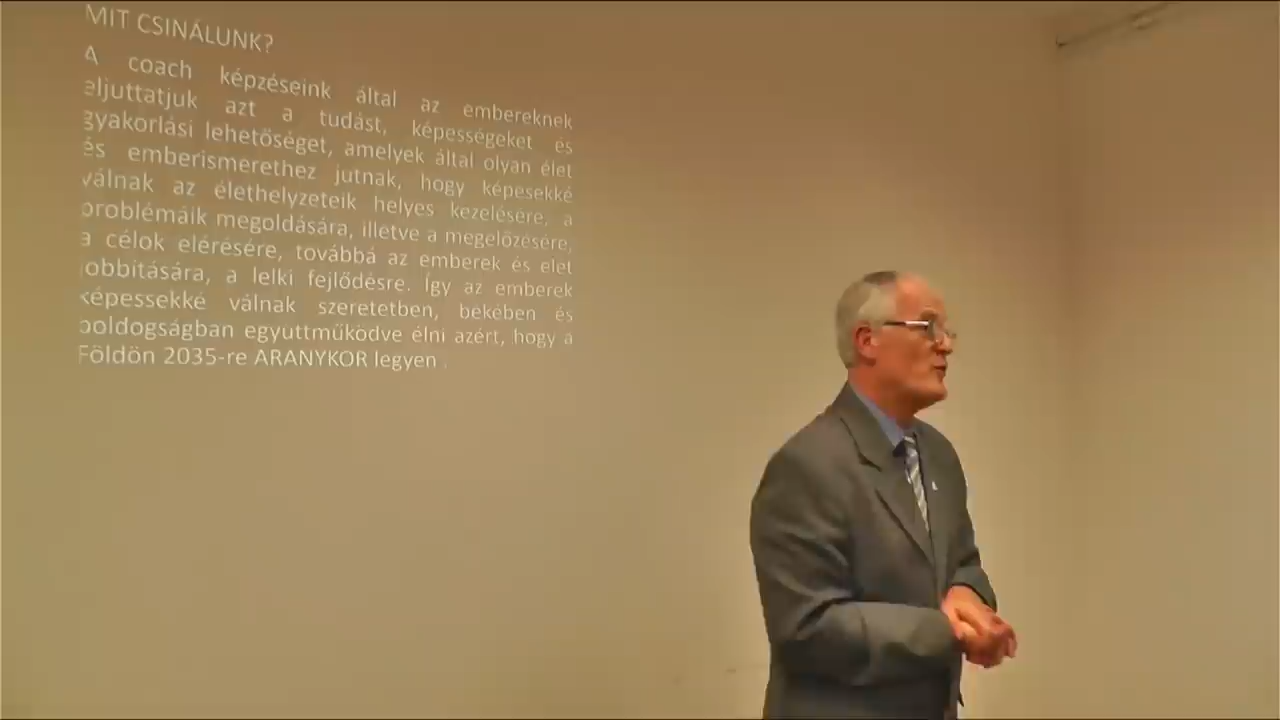 MIT CSINÁLUNK?
A coach képzéseink által az embereknek
eljuttatjuk azt a tudást, képességeket és
gyakorlási lehetőséget, amelyek által olyan élet
és emberismerethez jutnak, hogy képesekké
válnak az élethelyzeteik helyes kezelésére, a
problémáik megoldására, illetve a megelőzésére,
a célok elérésére, továbbá az emberek és elet
jobbítására, a lelki fejlődésre. Így az emberek
képessekké válnak szeretetben, békében és
boldogságban egyuttműködve élni azért, hogy a
Földön 2035-re ARANYKOR legyen .